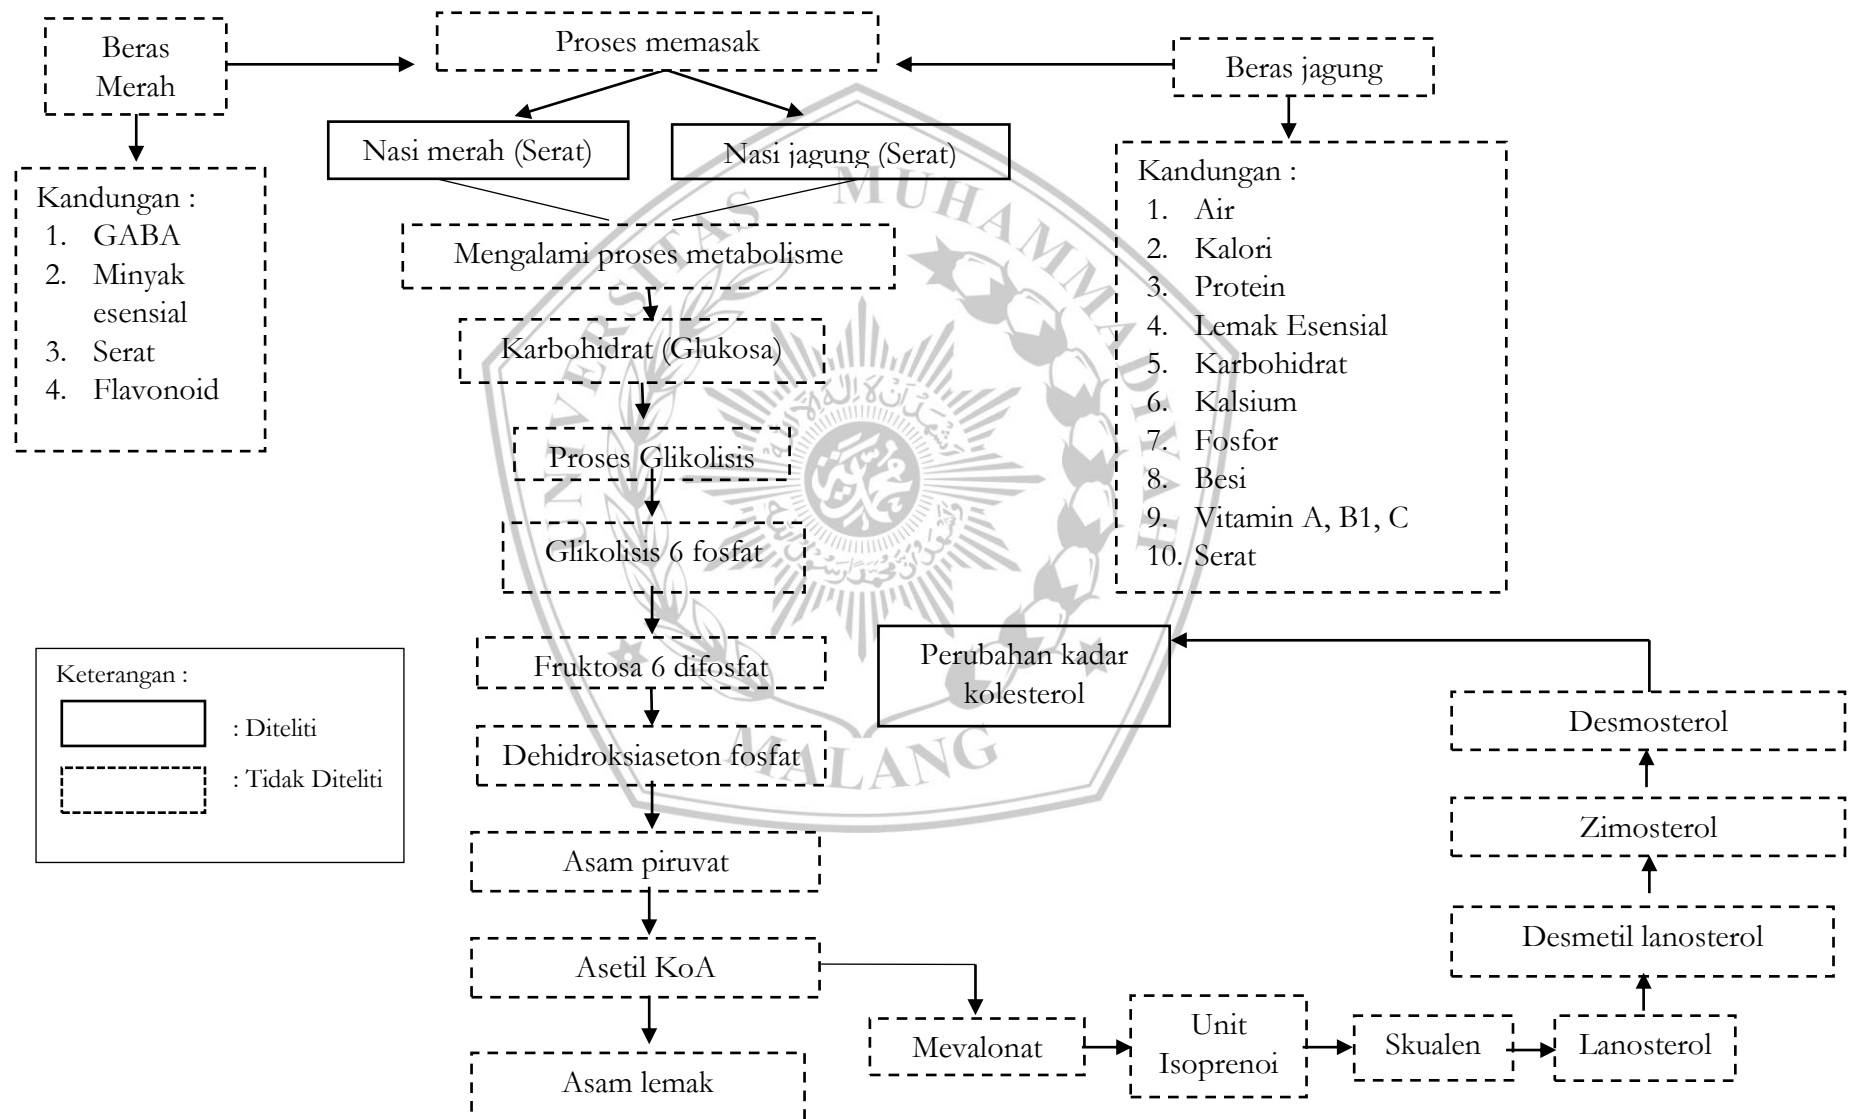 Beras
Merah
Proses memasak
Beras jagung
Nasi merah (Serat)
Nasi jagung (Serat)
Kandungan :
1. GABA
2. Minyak
esensial
3. Serat
4. Flavonoid
Kandungan :
1. Air
2. Kalori
3. Protein
4. Lemak Esensial
5. Karbohidrat
6. Kalsium
7. Fosfor
8. Besi
9. Vitamin A, B1, C
10. Serat
Mengalami proses metabolisme
Karbohidrat (Glukosa)
Proses Glikolisis
Glikolisis 6 fosfat
Fruktosa 6 difosfat
Dehidroksiaseton fosfat
Asam piruvat
Asetil KoA
Asam lemak
Mevalonat
Unit
Isoprenoi
Skualen
Lanosterol
Desmetil lanosterol
Zimosterol
Desmosterol
Perubahan kadar
kolesterol
Keterangan :
: Diteliti
: Tidak Diteliti
UNIVERSITAS MUHAMMADIYAH
MALANG